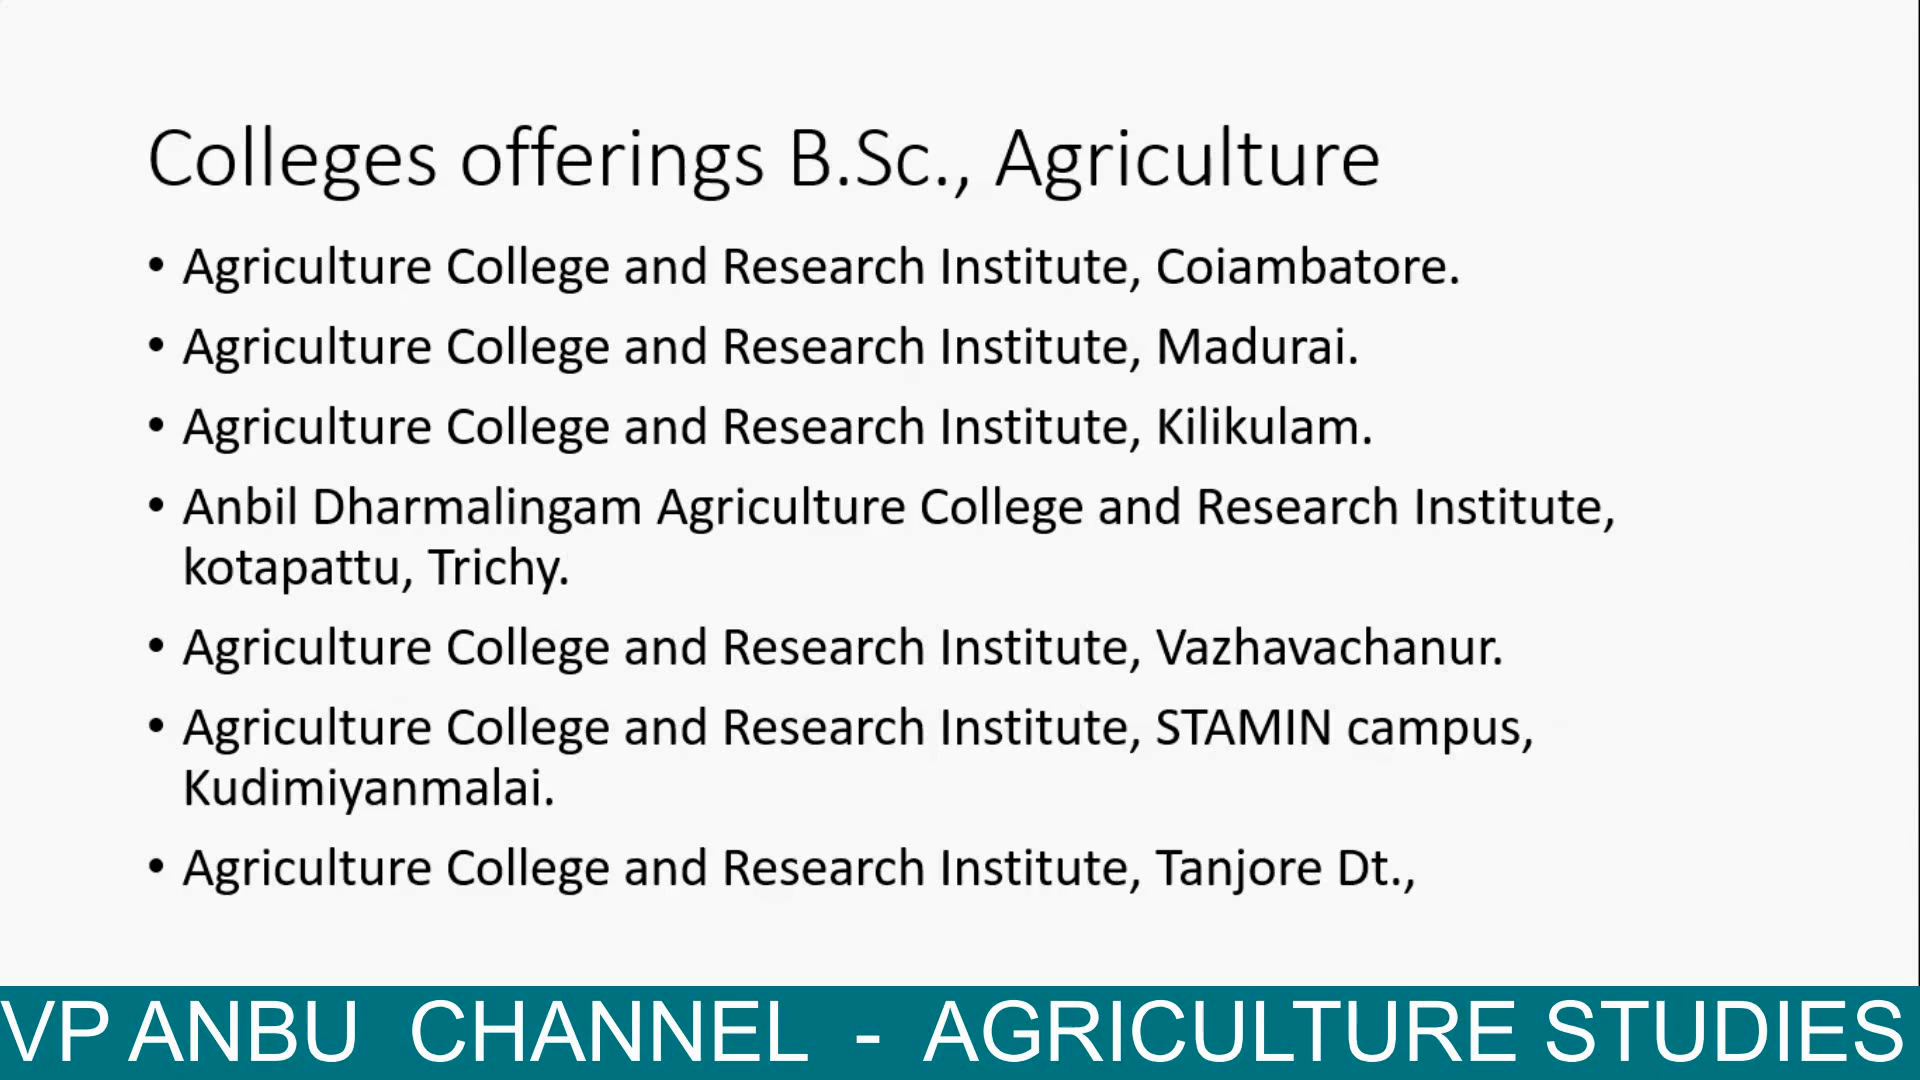 Colleges offerings B.Sc., Agriculture
• Agriculture College and Research Institute, Coiambatore.
• Agriculture College and Research Institute, Madurai.
• Agriculture College and Research Institute, Kilikulam.
• Anbil Dharmalingam Agriculture College and Research Institute,
kotapattu, Trichy.
• Agriculture College and Research Institute, Vazhavachanur.
• Agriculture College and Research Institute, STAMIN campus,
Kudimiyanmalai.
• Agriculture College and Research Institute, Tanjore Dt.,
VP ANBU CHANNEL - AGRICULTURE STUDIES